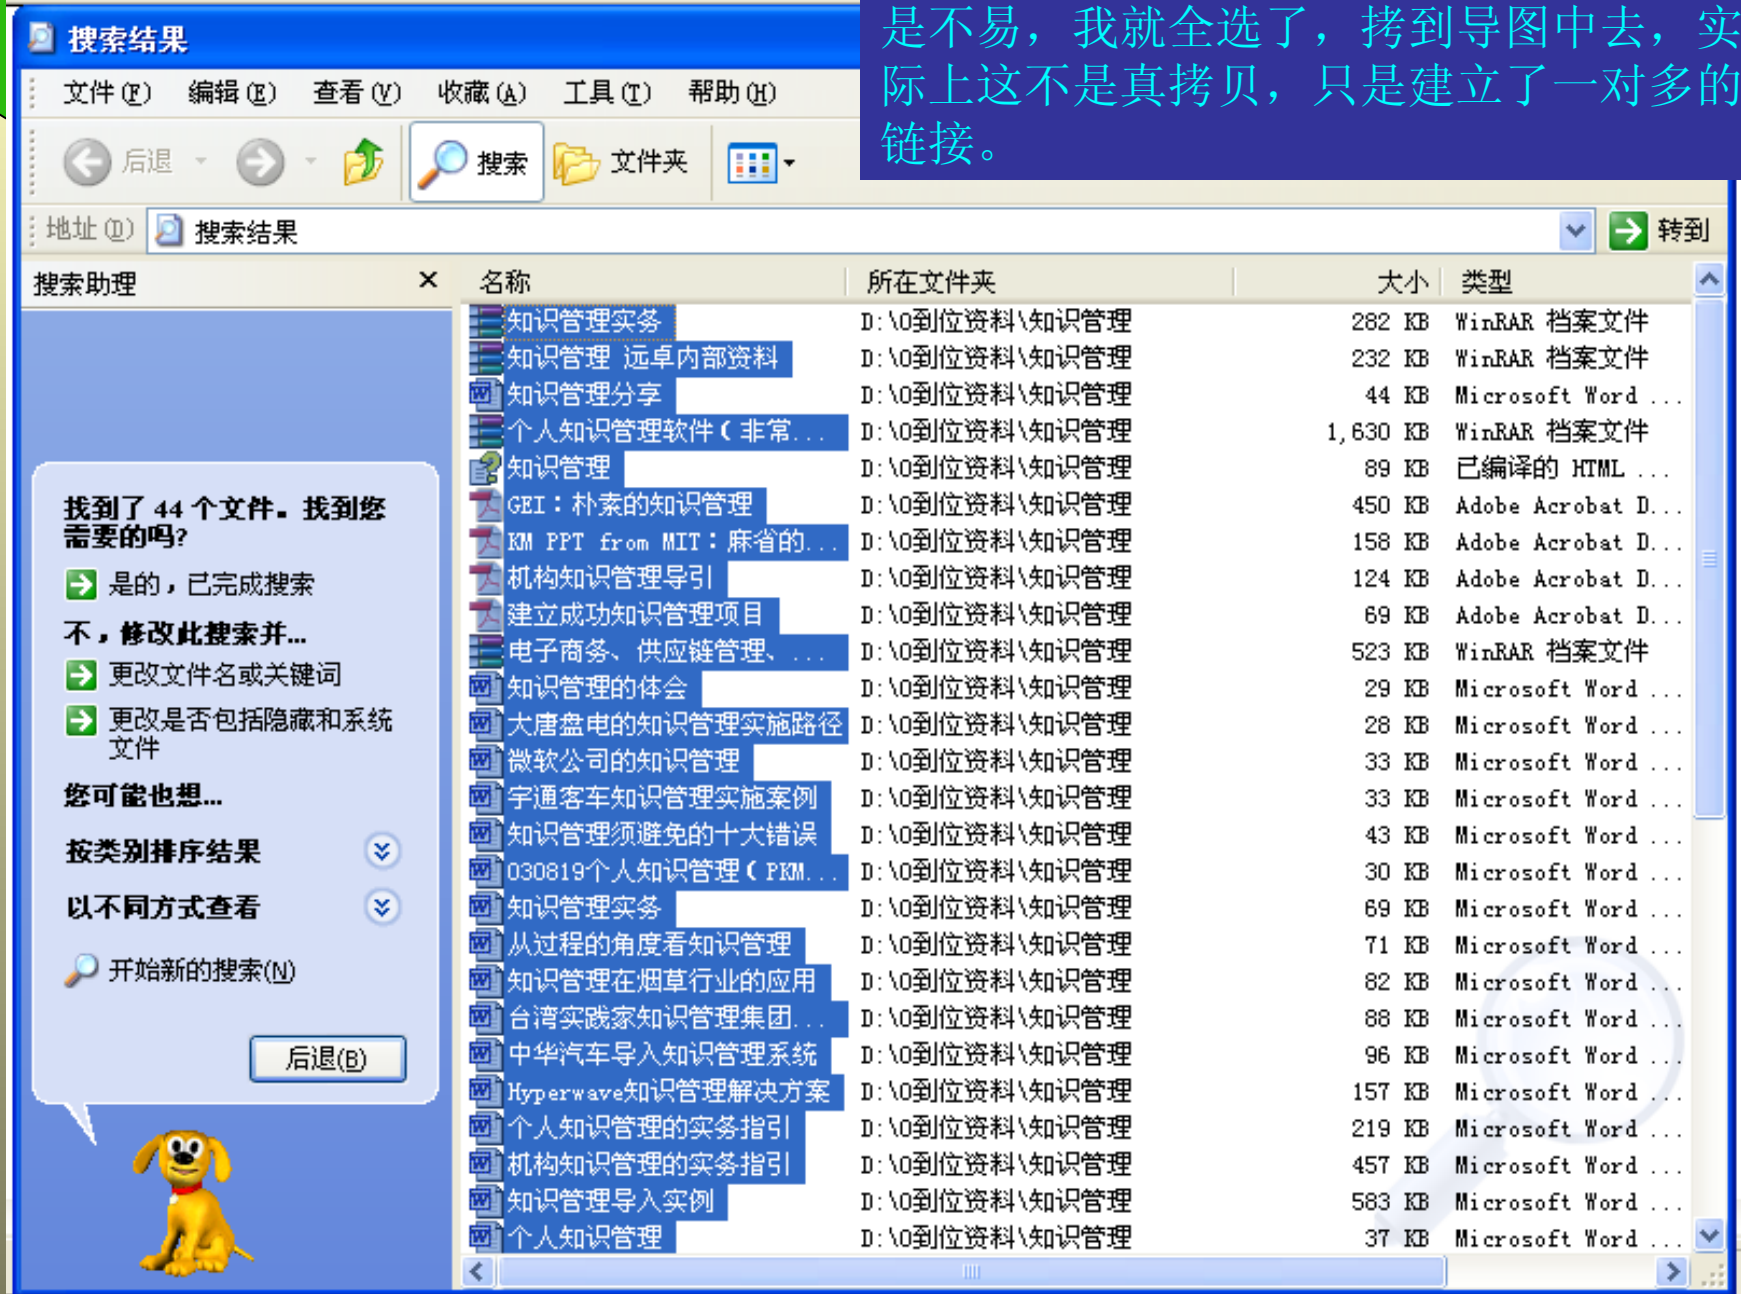 是不易，我就全选了，拷到导图中去，实
际上这不是真拷贝，只是建立了一对多的
链接。
搜索结果
文件(F) 编辑(E) 查看(V) 收藏(A) 工具(T) 帮助(H)
后退 搜索 文件夹
地址(D) 搜索结果 转到
搜索助理
找到了 44 个文件。找到您
需要的吗?
是的，已完成搜索
不，修改此搜索并...
更改文件名或关键词
更改是否包括隐藏和系统
文件
您可能也想...
按类别排序结果
以不同方式查看
开始新的搜索(N)
后退(B)
名称 所在文件夹 大小 类型
知识管理实务 D:\0到位资料\知识管理 282 KB WinRAR 档案文件
知识管理 远卓内部资料 D:\0到位资料\知识管理 232 KB WinRAR 档案文件
知识管理分享 D:\0到位资料\知识管理 44 KB Microsoft Word ...
个人知识管理软件(非常... D:\0到位资料\知识管理 1,630 KB WinRAR 档案文件
知识管理 D:\0到位资料\知识管理 89 KB 已编译的 HTML ...
GEI：朴素的知识管理 D:\0到位资料\知识管理 450 KB Adobe Acrobat D...
KM PPT from MIT：麻省的... D:\0到位资料\知识管理 158 KB Adobe Acrobat D...
机构知识管理导引 D:\0到位资料\知识管理 124 KB Adobe Acrobat D...
建立成功知识管理项目 D:\0到位资料\知识管理 69 KB Adobe Acrobat D...
电子商务、供应链管理、... D:\0到位资料\知识管理 523 KB WinRAR 档案文件
知识管理的体会 D:\0到位资料\知识管理 29 KB Microsoft Word ...
大唐盘电的知识管理实施路径 D:\0到位资料\知识管理 28 KB Microsoft Word ...
微软公司的知识管理 D:\0到位资料\知识管理 33 KB Microsoft Word ...
宇通客车知识管理实施案例 D:\0到位资料\知识管理 33 KB Microsoft Word ...
知识管理须避免的十大错误 D:\0到位资料\知识管理 43 KB Microsoft Word ...
030819个人知识管理(PKM... D:\0到位资料\知识管理 30 KB Microsoft Word ...
知识管理实务 D:\0到位资料\知识管理 69 KB Microsoft Word ...
从过程的角度看知识管理 D:\0到位资料\知识管理 71 KB Microsoft Word ...
知识管理在烟草行业的应用 D:\0到位资料\知识管理 82 KB Microsoft Word ...
台湾实践家知识管理集团... D:\0到位资料\知识管理 88 KB Microsoft Word ...
中华汽车导入知识管理系统 D:\0到位资料\知识管理 96 KB Microsoft Word ...
Hyperwave知识管理解决方案 D:\0到位资料\知识管理 157 KB Microsoft Word ...
个人知识管理的实务指引 D:\0到位资料\知识管理 219 KB Microsoft Word ...
机构知识管理的实务指引 D:\0到位资料\知识管理 457 KB Microsoft Word ...
知识管理导入实例 D:\0到位资料\知识管理 583 KB Microsoft Word ...
个人知识管理 D:\0到位资料\知识管理 37 KB Microsoft Word ...